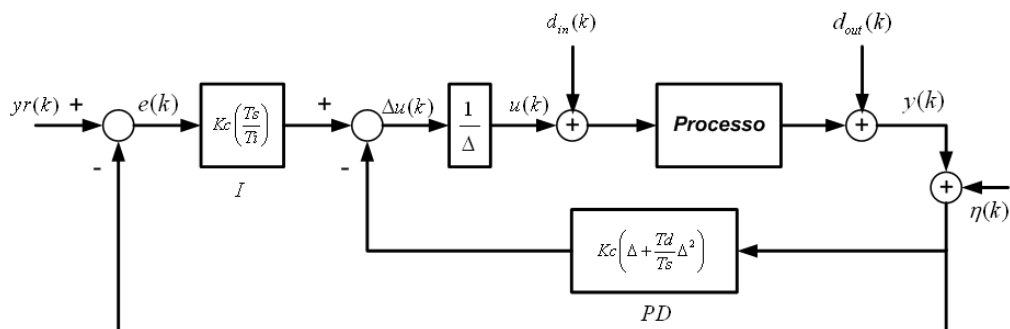 d_in(k)
d_out(k)
yr(k) + e(k) Kc(Ts/Ti) + Δu(k) 1/Δ u(k) + Processo + y(k)
- I - + η(k)
Kc(Δ + Td/Ts Δ²)
PD